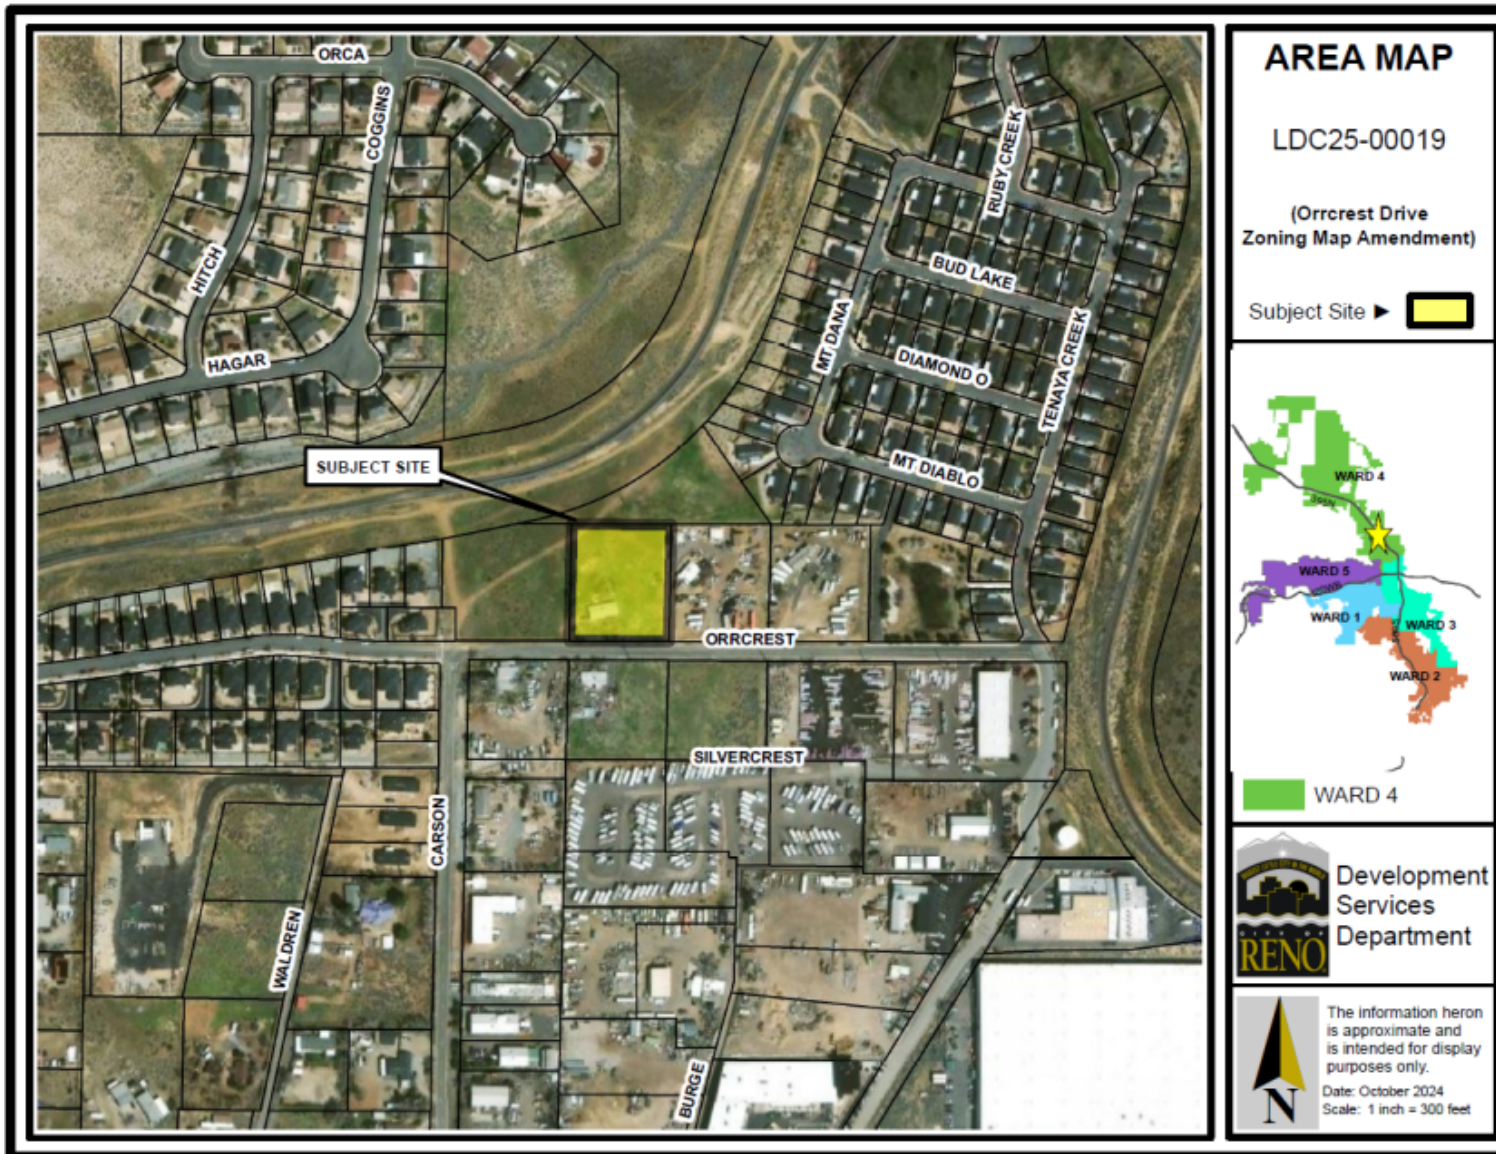 ORCA
COGGINS
HITCH
HAGAR
RUBY CREEK
BUD LAKE
MT DANA
DIAMOND O
TENAYA CREEK
MT DIABLO
SUBJECT SITE
ORRCREST
SILVERCREST
CARSON
WALDREN
BURGE
AREA MAP
LDC25-00019
(Orrcrest Drive
Zoning Map Amendment)
Subject Site ►
WARD 4
WARD 5
WARD 1
WARD 3
WARD 2
WARD 4
RENO
Development
Services
Department
The information heron
is approximate and
is intended for display
purposes only.
Date: October 2024
Scale: 1 inch = 300 feet
N